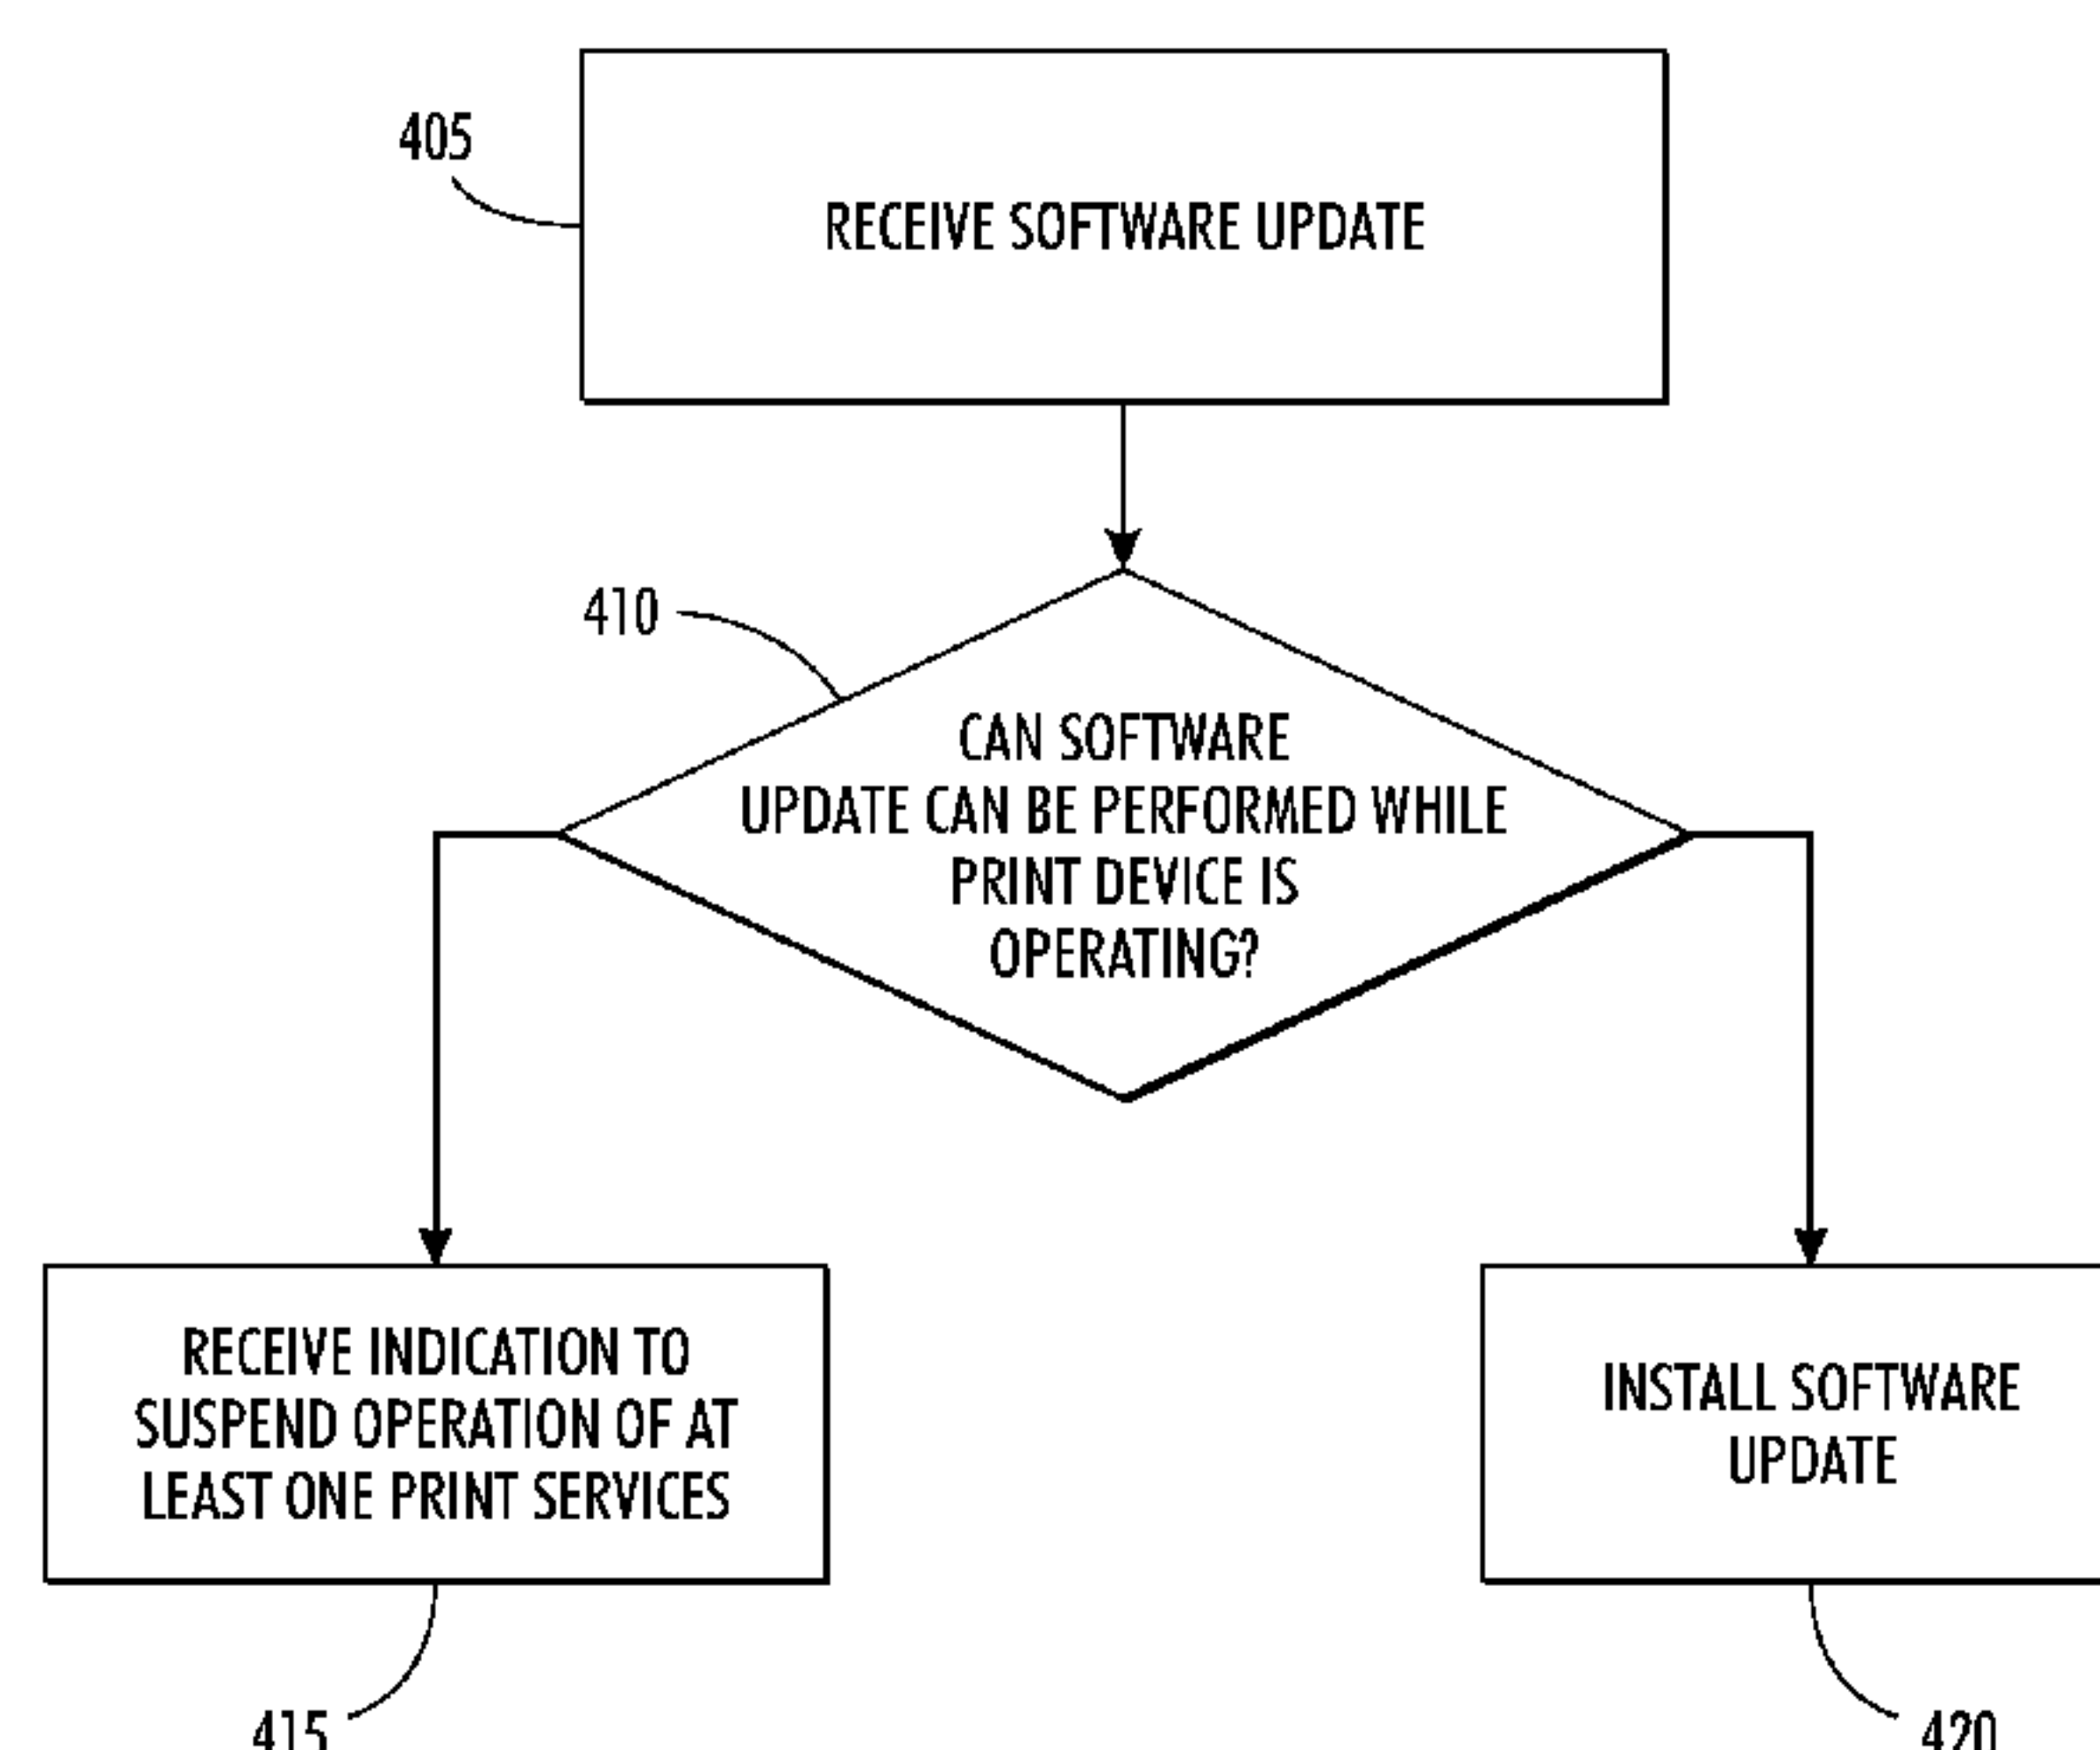 405
RECEIVE SOFTWARE UPDATE
410
CAN SOFTWARE
UPDATE CAN BE PERFORMED WHILE
PRINT DEVICE IS
OPERATING?
RECEIVE INDICATION TO
SUSPEND OPERATION OF AT
LEAST ONE PRINT SERVICES
INSTALL SOFTWARE
UPDATE
415
420